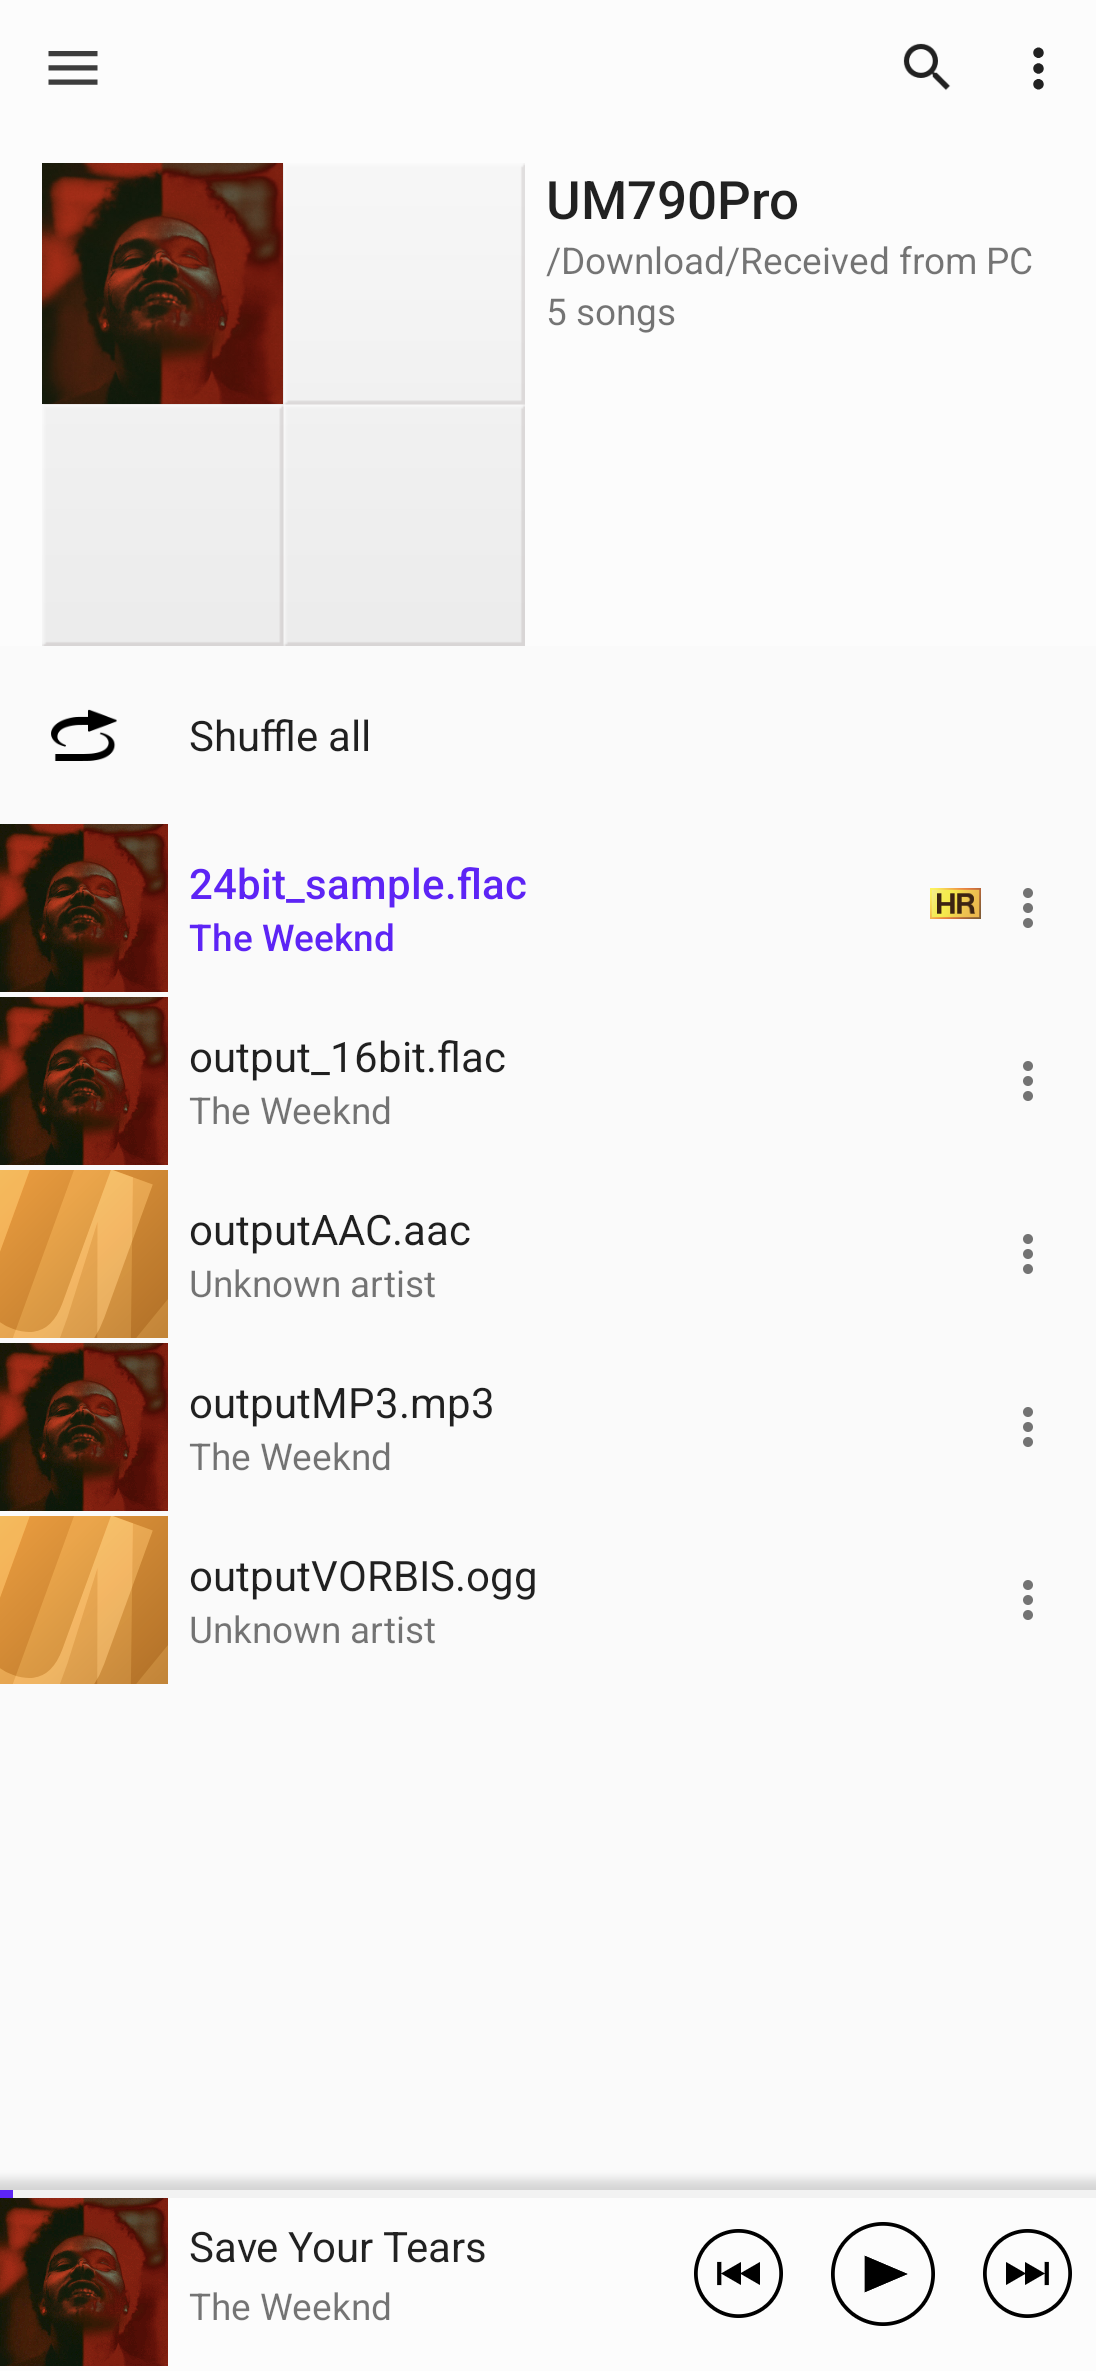 UM790Pro
/Download/Received from PC
5 songs
Shuffle all
24bit_sample.flac
The Weeknd
HR
output_16bit.flac
The Weeknd
outputAAC.aac
Unknown artist
outputMP3.mp3
The Weeknd
outputVORBIS.ogg
Unknown artist
Save Your Tears
The Weeknd